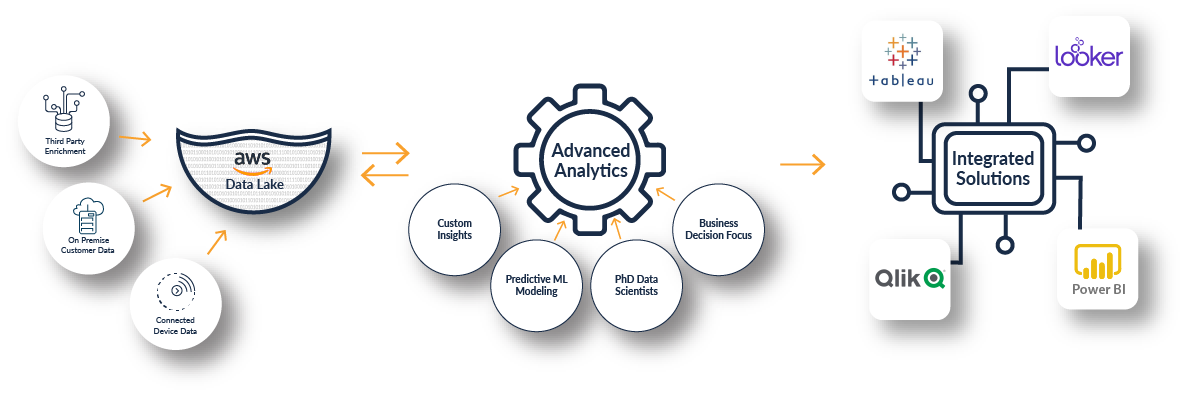 Third Party
Enrichment
On Premise
Customer Data
Connected
Device Data
aws
Data Lake
Advanced
Analytics
Custom
Insights
Predictive ML
Modeling
PhD Data
Scientists
Business
Decision Focus
tableau
looker
Integrated
Solutions
Qlik
Power BI